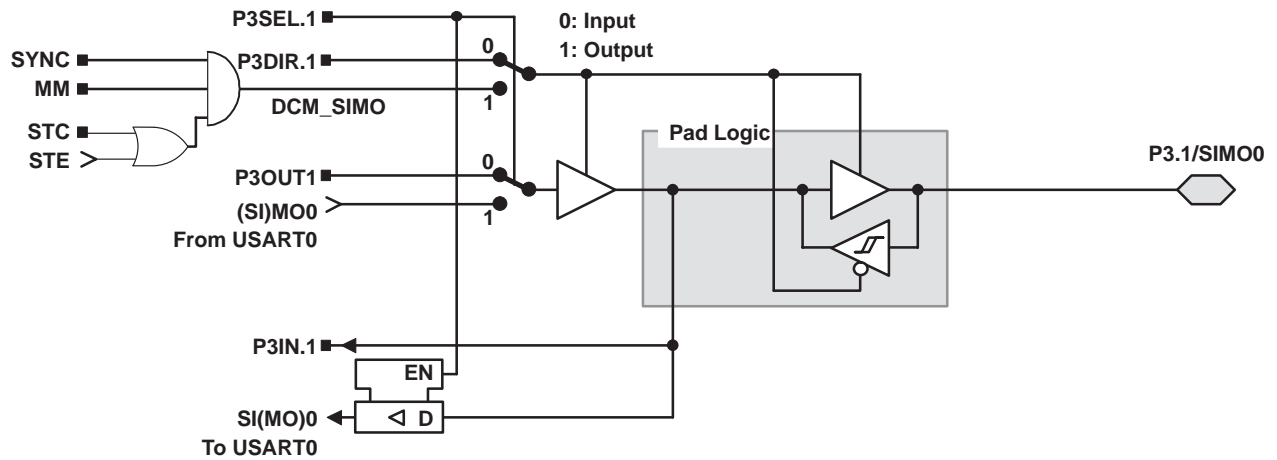 P3SEL.1
0: Input
1: Output
SYNC
P3DIR.1
0
MM
1
DCM_SIMO
STC
STE
Pad Logic
P3.1/SIMO0
0
P3OUT1
(SI)MO0
1
From USART0
P3IN.1
EN
SI(MO)0
D
To USART0